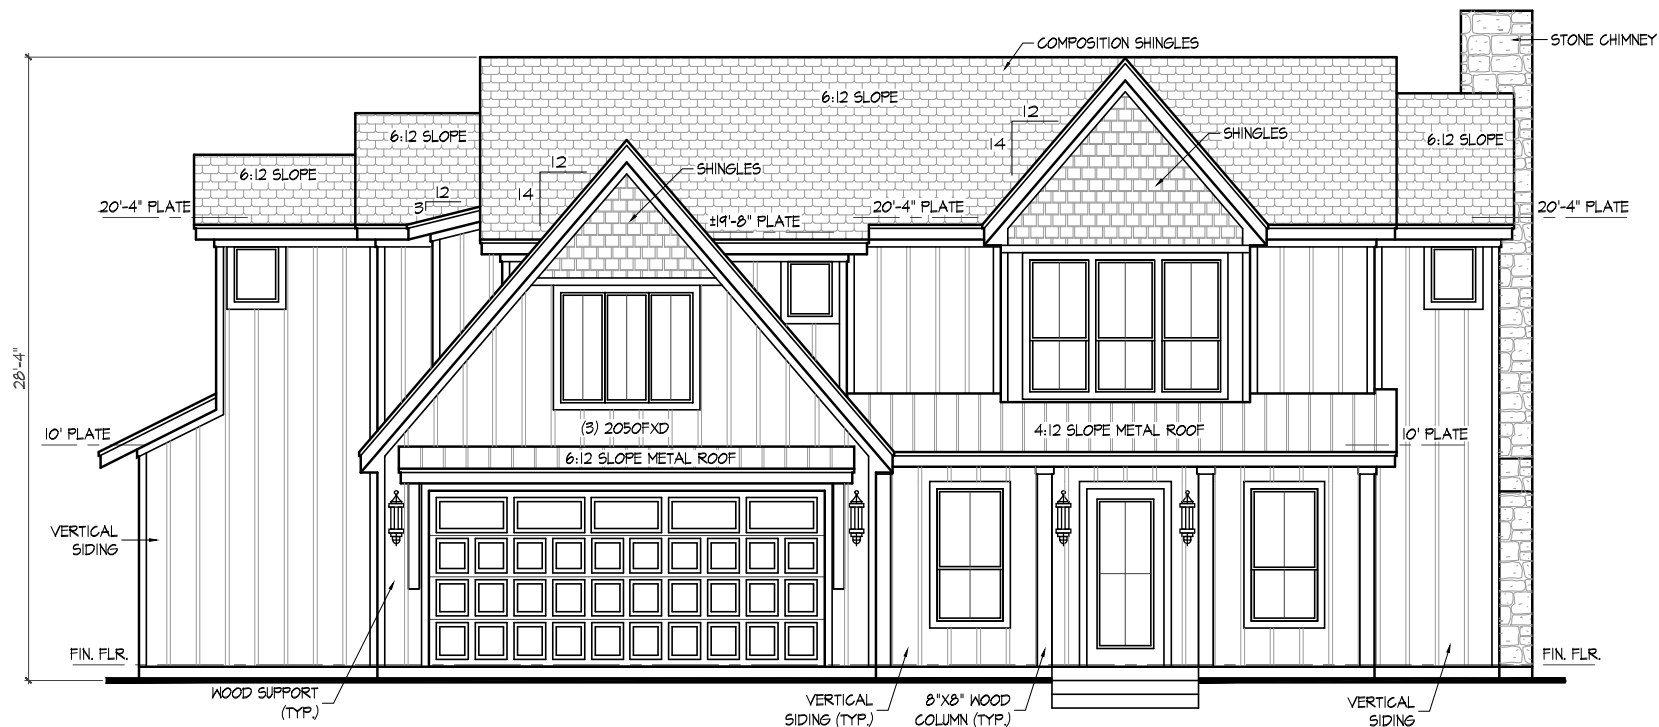 COMPOSITION SHINGLES
STONE CHIMNEY
6:12 SLOPE
12
14
6:12 SLOPE
SHINGLES
6:12 SLOPE
12
14
SHINGLES
6:12 SLOPE
12
3
20'-4" PLATE
±19'-8" PLATE
20'-4" PLATE
20'-4" PLATE
28'-4"
(3) 2050FXD
4:12 SLOPE METAL ROOF
10' PLATE
10' PLATE
6:12 SLOPE METAL ROOF
VERTICAL
SIDING
FIN. FLR.
FIN. FLR.
WOOD SUPPORT
(TYP.)
VERTICAL
SIDING (TYP.)
8"X8" WOOD
COLUMN (TYP.)
VERTICAL
SIDING